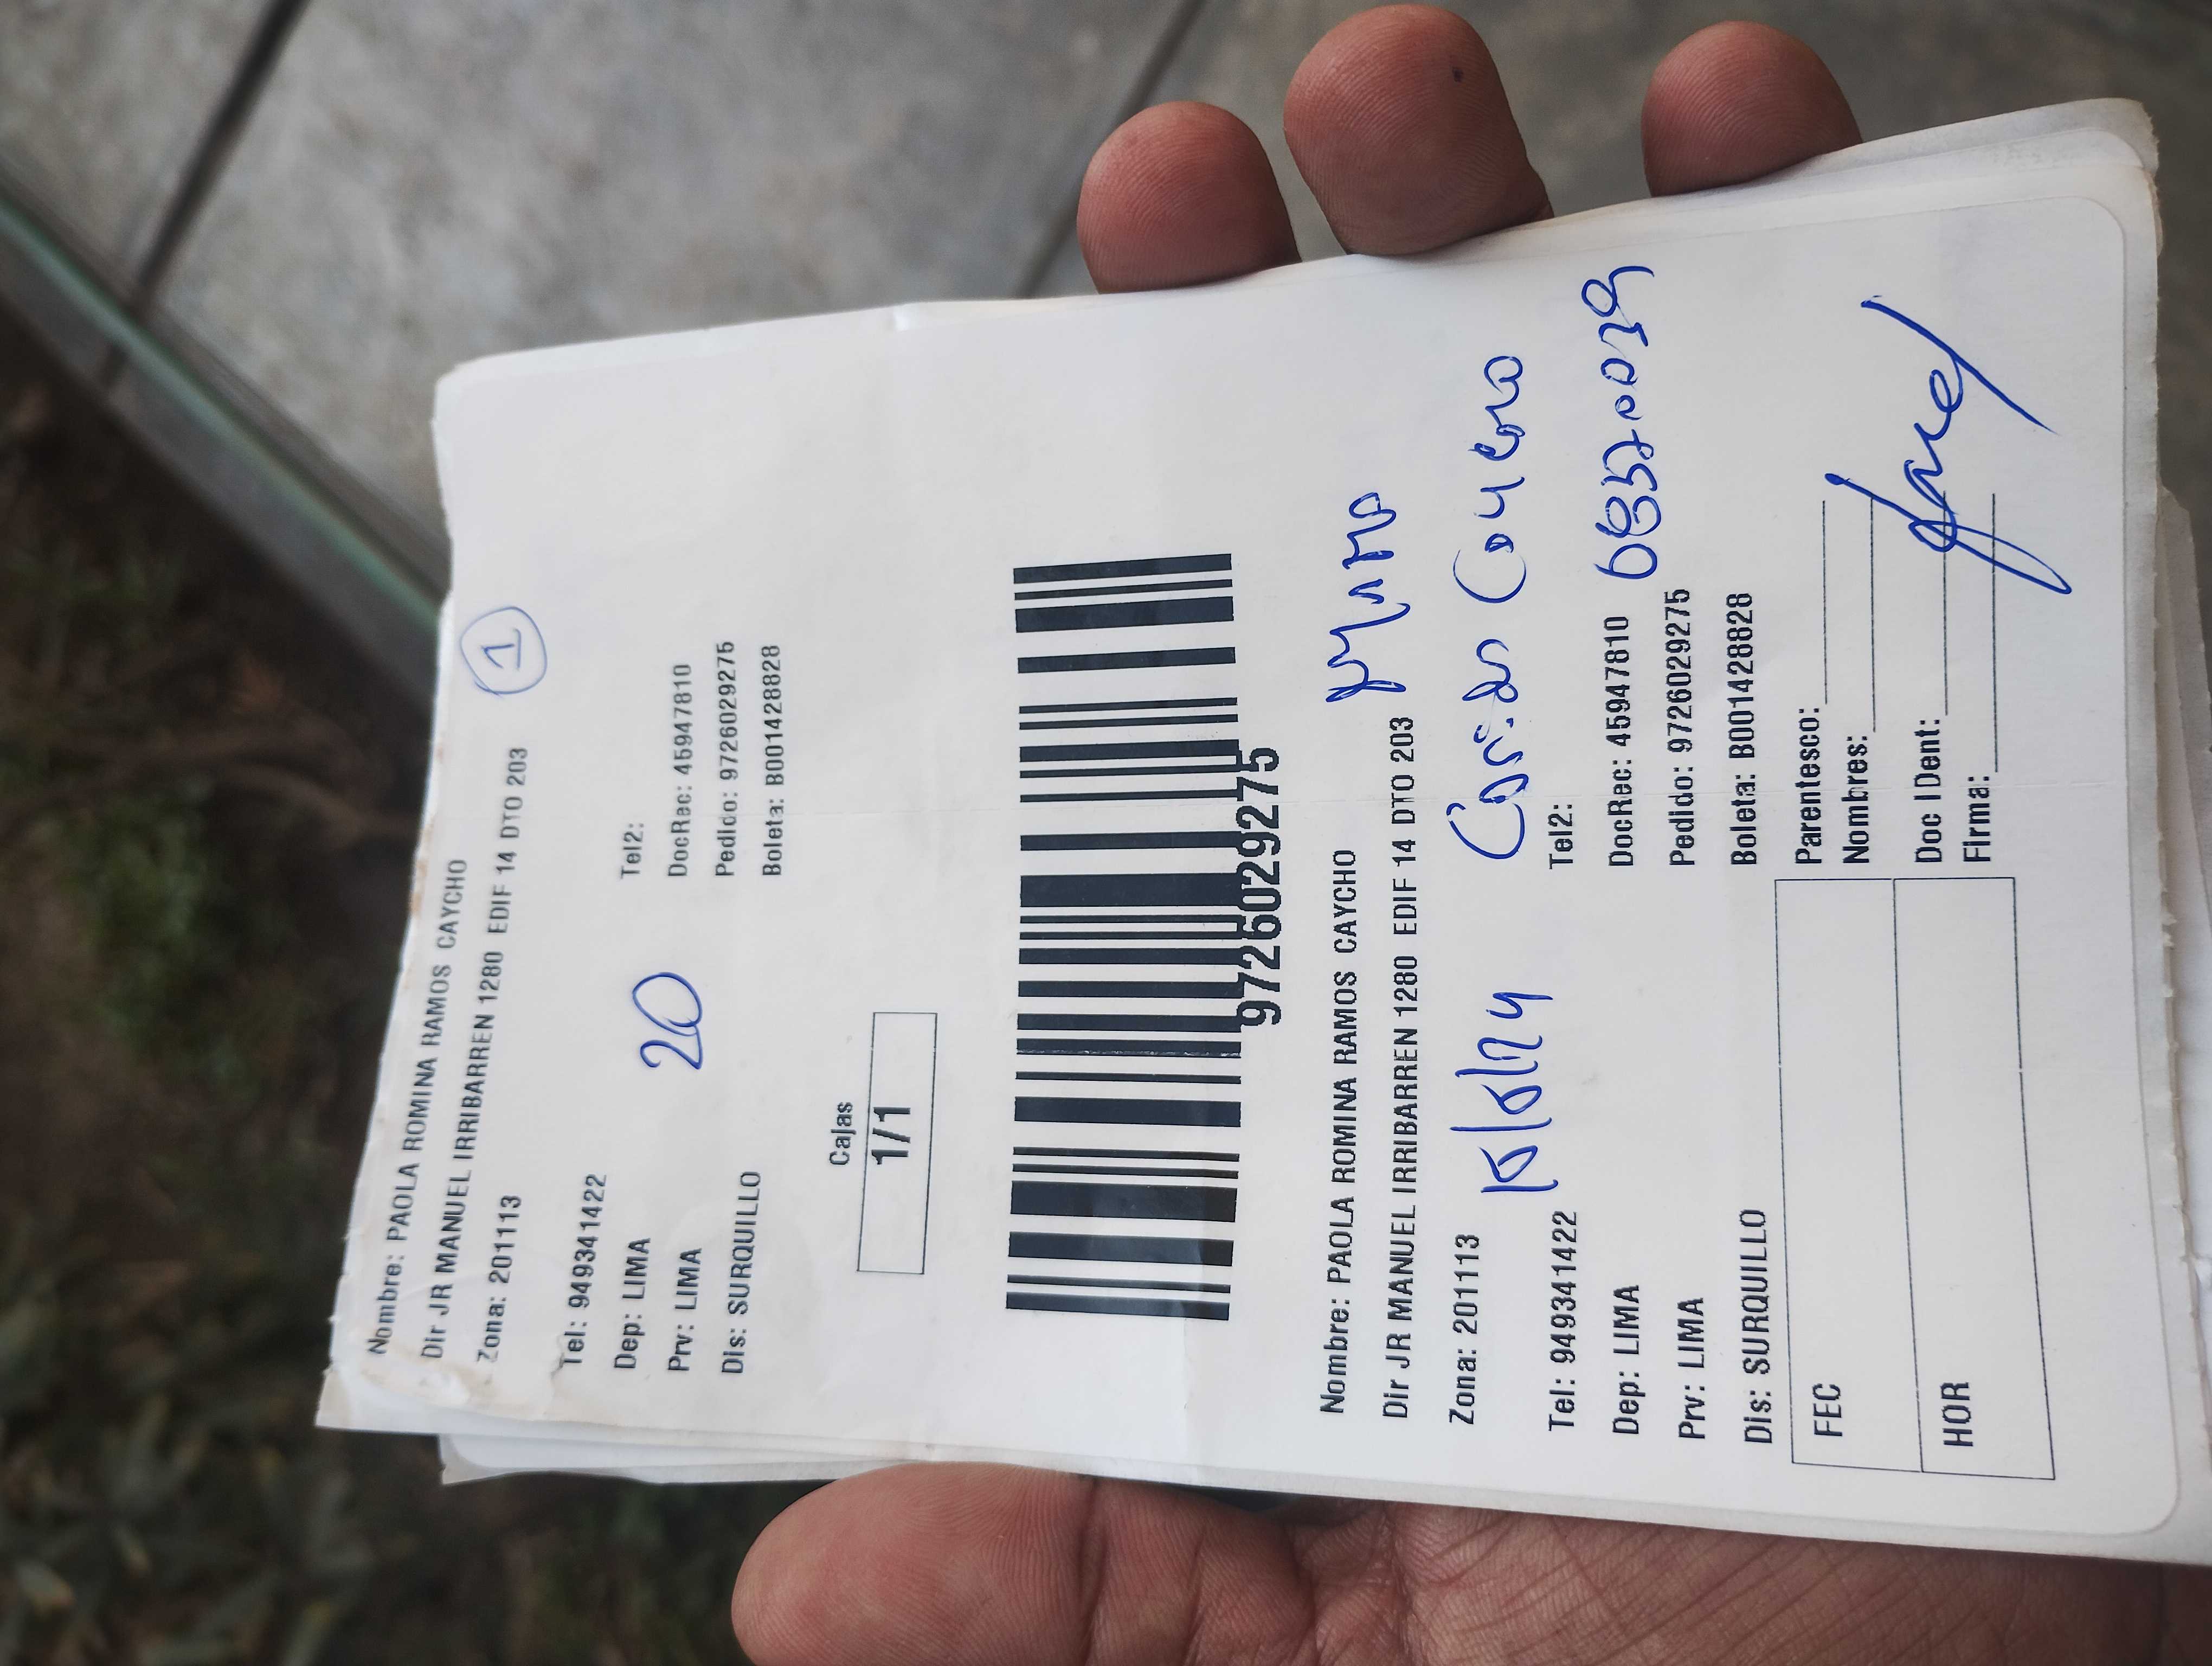 Nombre: PAOLA ROMINA RAMOS CAYCHO
Dir JR MANUEL IRRIBARREN 1280 EDIF 14 DTO 203
Zona: 201113
1
Tel: 949341422
Tel2:
Dep: LIMA
20
DocRec: 45947810
Prv: LIMA
Pedido: 9726029275
Dis: SURQUILLO
Boleta: B001428828
Cajas
1/1
9726029275
Nombre: PAOLA ROMINA RAMOS CAYCHO
Dir JR MANUEL IRRIBARREN 1280 EDIF 14 DTO 203
Zona: 201113
Tel: 949341422
Tel2:
Dep: LIMA
DocRec: 45947810
Prv: LIMA
Pedido: 9726029275
Dis: SURQUILLO
Boleta: B001428828
FEC
Parentesco:
Nombres:
HOR
Doc IDent:
Firma: